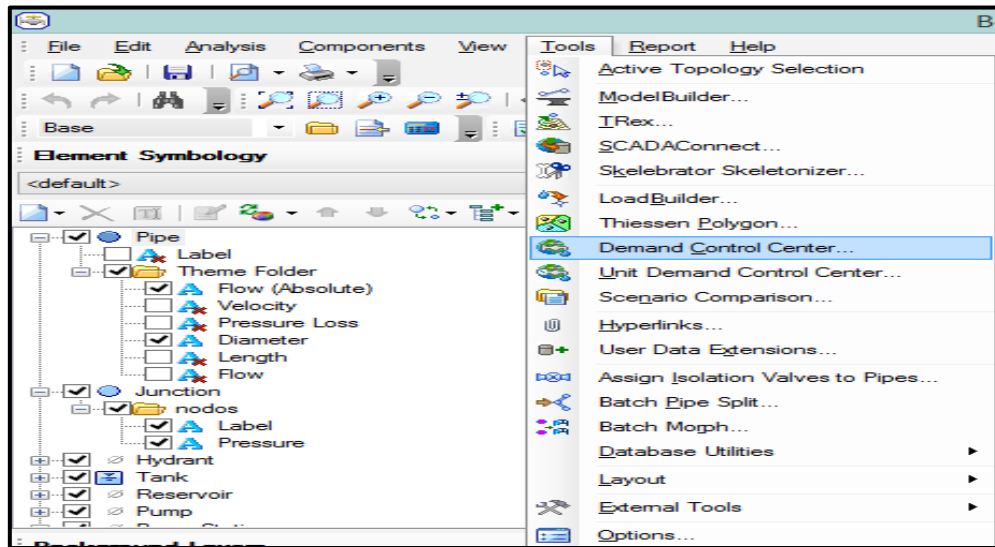 B
File Edit Analysis Components View Tools Report Help
Base
Element Symbology
<default>
Pipe
Label
Theme Folder
Flow (Absolute)
Velocity
Pressure Loss
Diameter
Length
Flow
Junction
nodos
Label
Pressure
Hydrant
Tank
Reservoir
Pump
Active Topology Selection
ModelBuilder...
TRex...
SCADAConnect...
Skelebrator Skeletonizer...
LoadBuilder...
Thiessen Polygon...
Demand Control Center...
Unit Demand Control Center...
Scenario Comparison...
Hyperlinks...
User Data Extensions...
Assign Isolation Valves to Pipes...
Batch Pipe Split...
Batch Morph...
Database Utilities
Layout
External Tools
Options...